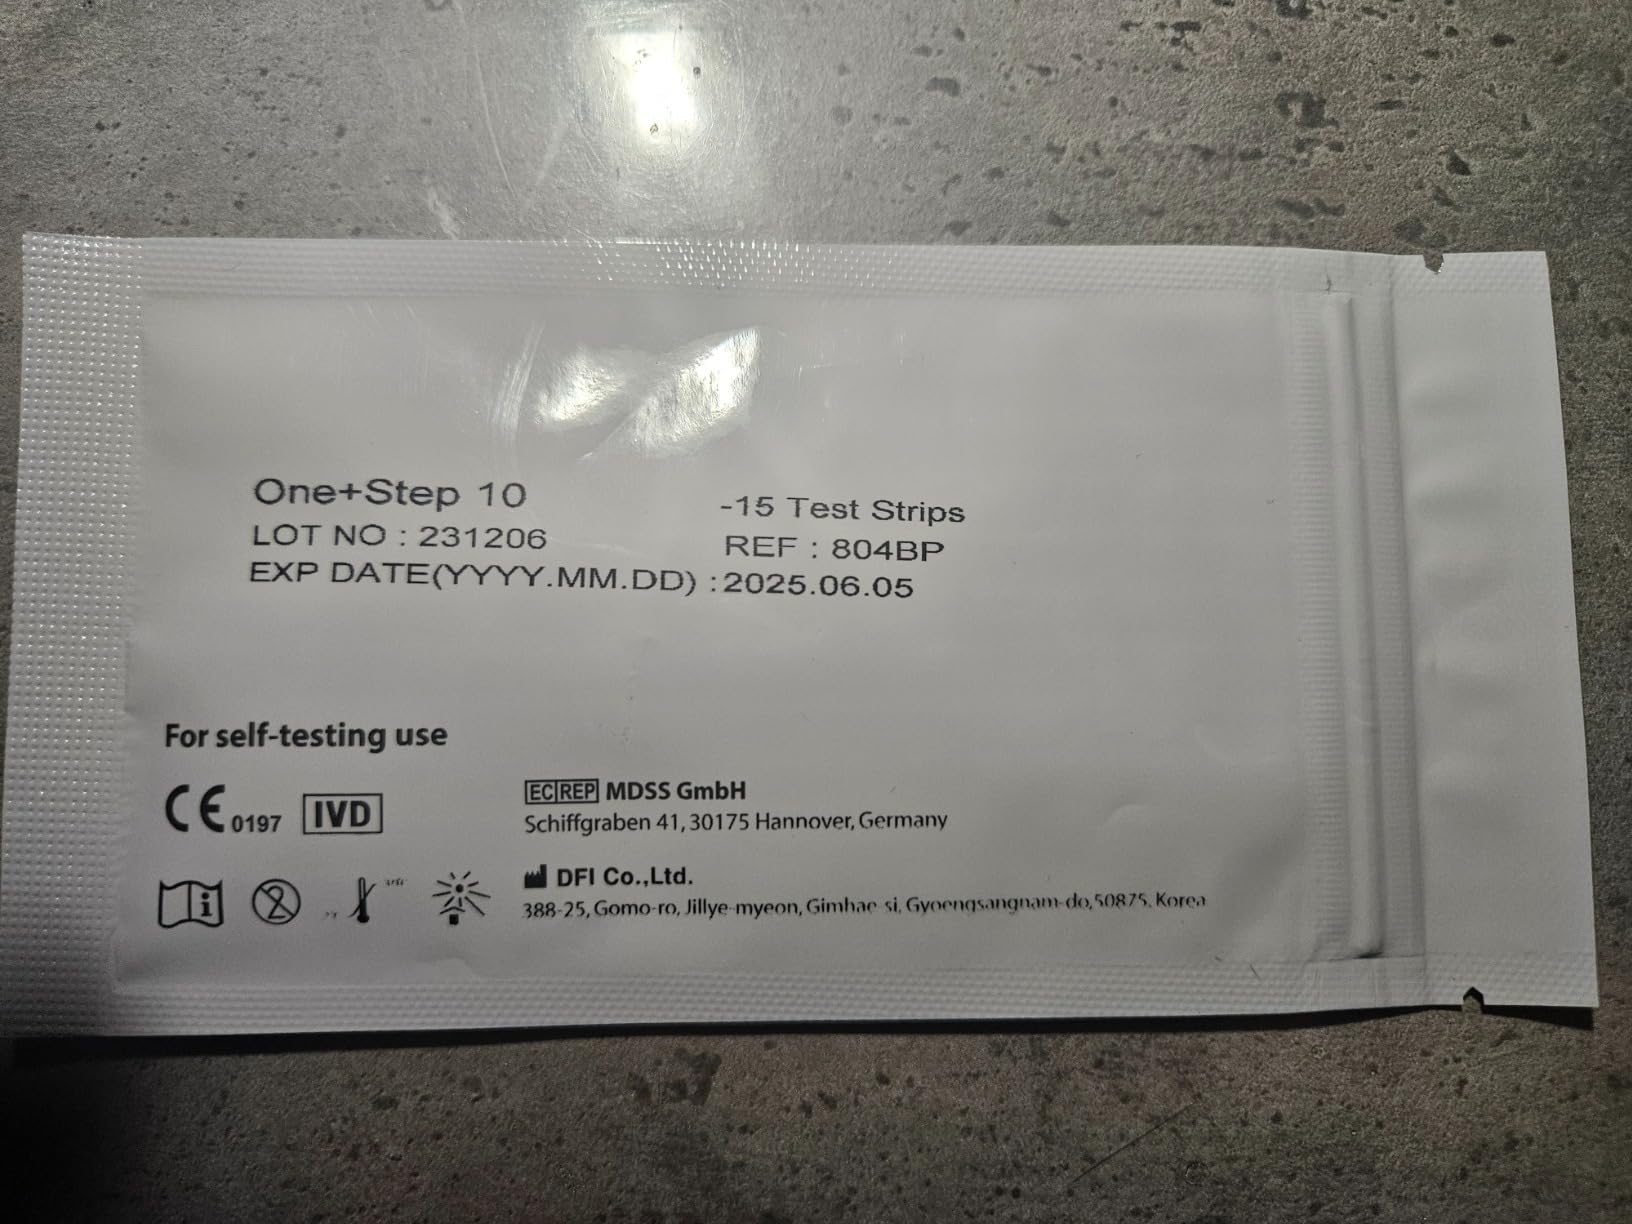 One+Step 10 -15 Test Strips
LOT NO : 231206 REF : 804BP
EXP DATE(YYYY.MM.DD) : 2025.06.05
For self-testing use
CE 0197 IVD
EC REP MDSS GmbH
Schiffgraben 41, 30175 Hannover, Germany
DFI Co.,Ltd.
388-25, Gomo-ro, Jillye-myeon, Gimhae-si, Gyoengsangnam-do, 50875, Korea